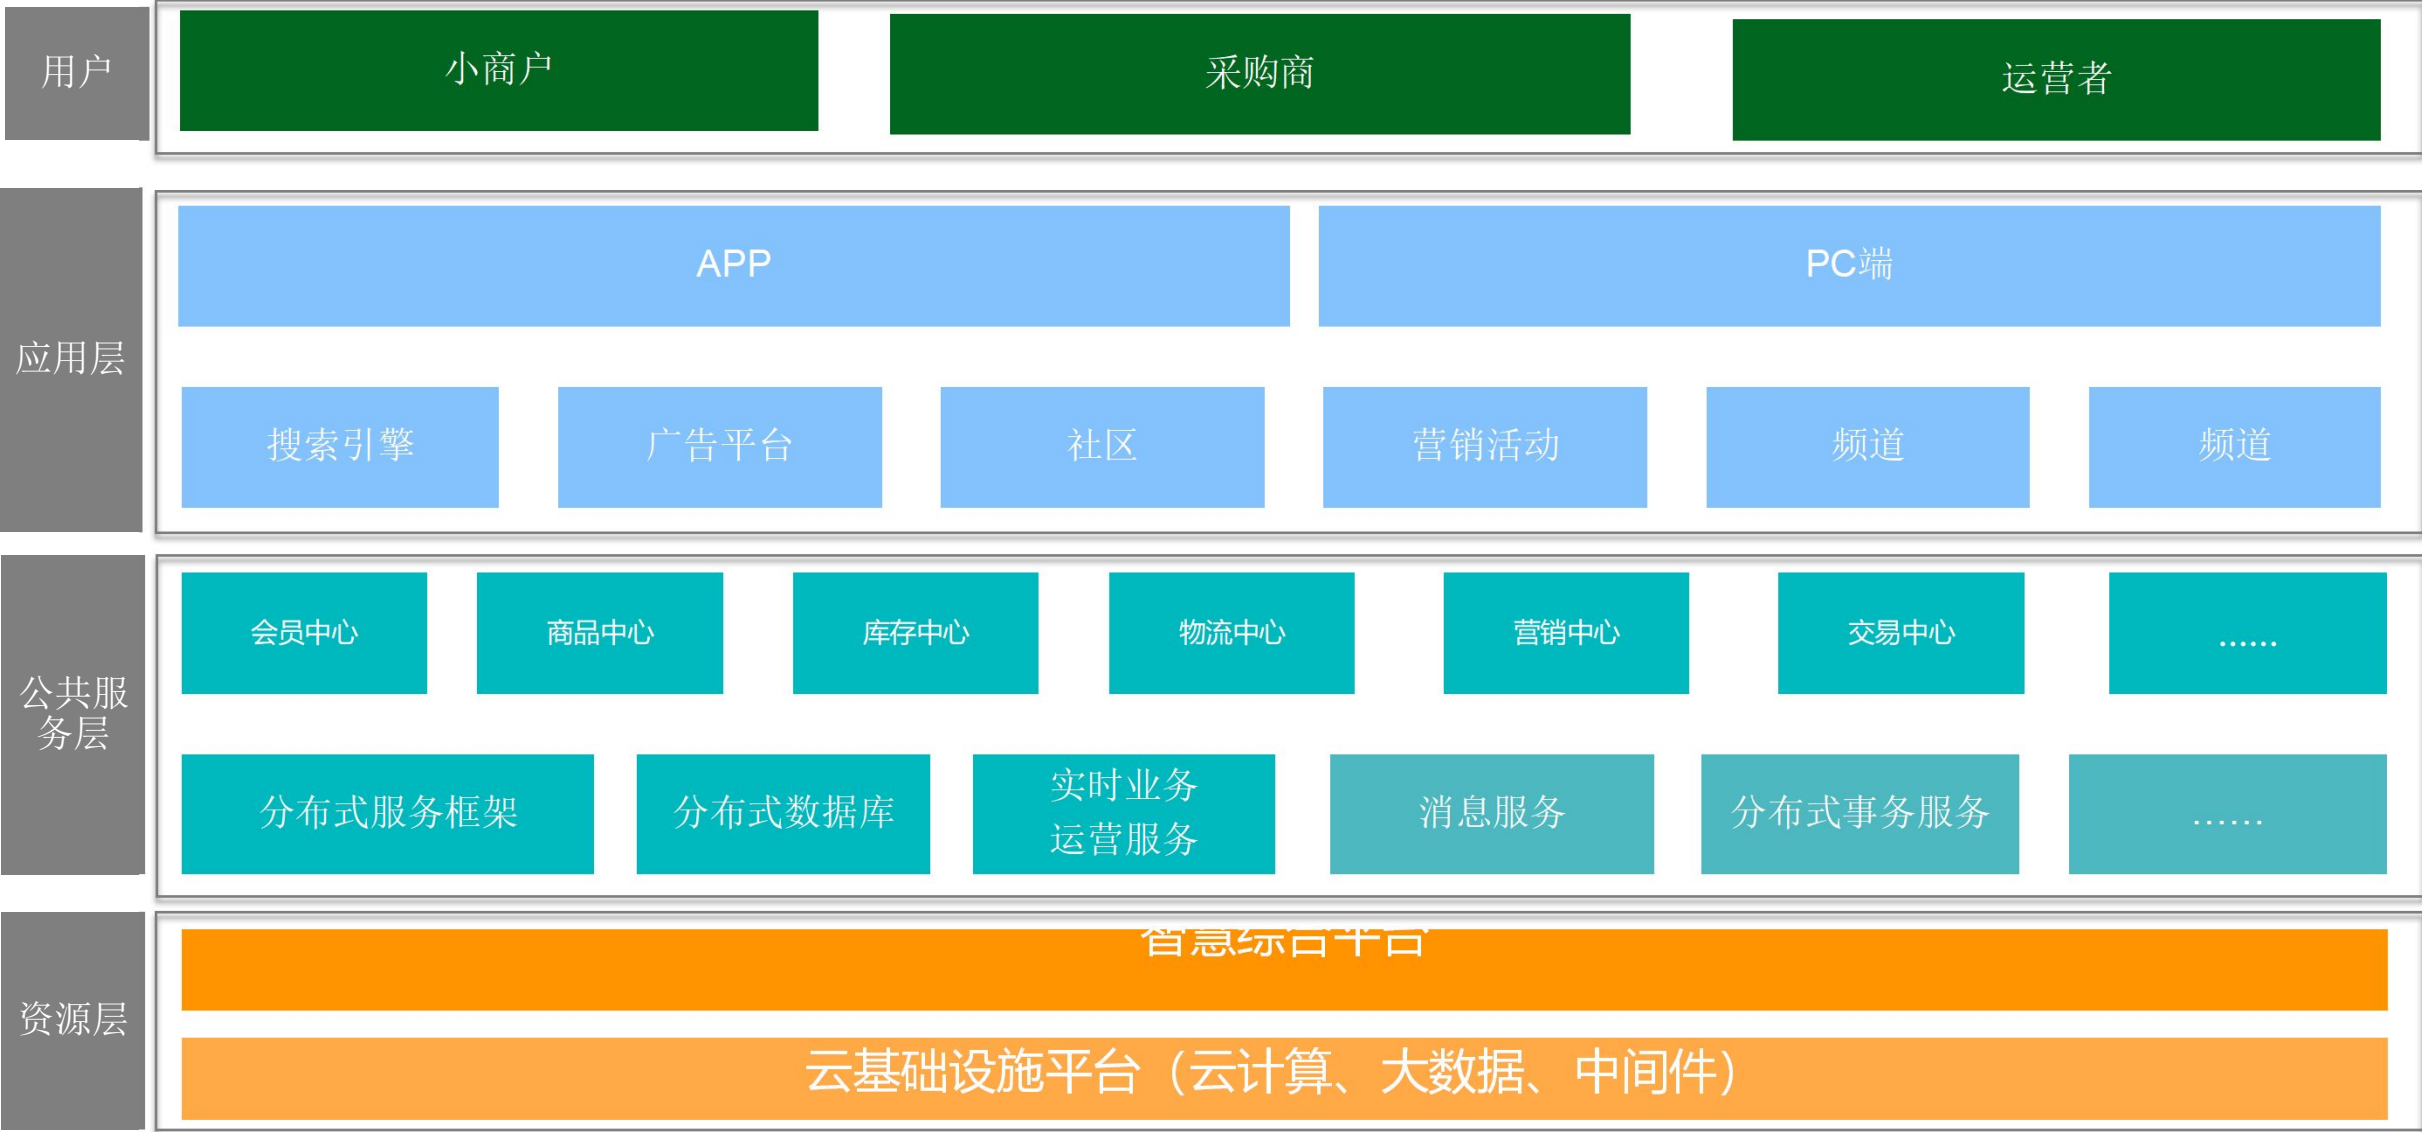 用户
小商户
采购商
运营者
应用层
APP
PC端
搜索引擎
广告平台
社区
营销活动
频道
频道
公共服
务层
会员中心
商品中心
库存中心
物流中心
营销中心
交易中心
......
分布式服务框架
分布式数据库
实时业务
运营服务
消息服务
分布式事务服务
......
资源层
智慧综合平台
云基础设施平台（云计算、大数据、中间件）